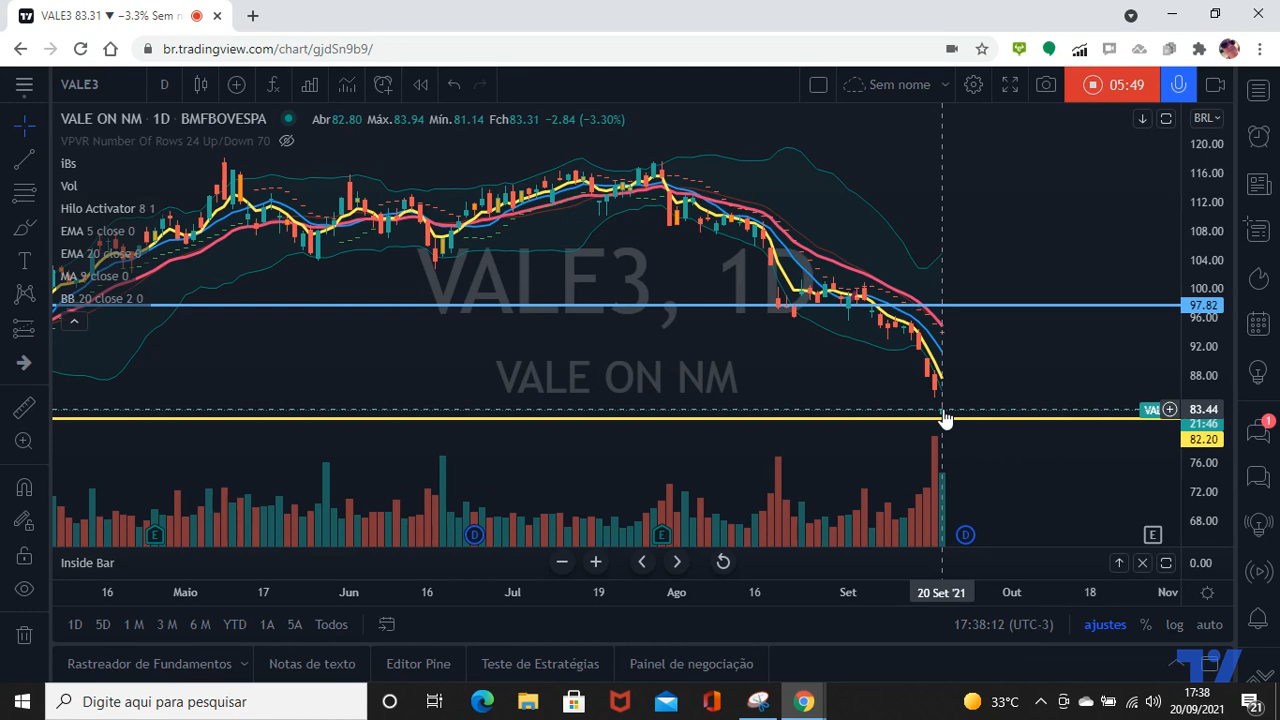 VALE3 83.31 ▼ −3.3% Sem n
br.tradingview.com/chart/gjdSn9b9/
VALE3 D Sem nome 05:49
VALE ON NM · 1D · BMFBOVESPA Abr82.80 Máx.83.94 Mín.81.14 Fch83.31 −2.84 (−3.30%) BRL
VPVR Number Of Rows 24 Up/Down 70
iBs
Vol
Hilo Activator 8 1
EMA 5 close 0
EMA 20 close 0
MA 9 close 0
BB 20 close 2 0
VALE3, 1D
VALE ON NM
120.00
116.00
112.00
108.00
104.00
100.00
97.82
96.00
92.00
88.00
VAL 83.44
21:46
82.20
76.00
72.00
68.00
E D E D E
Inside Bar 0.00
16 Maio 17 Jun 16 Jul 19 Ago 16 Set 20 Set '21 Out 18 Nov
1D 5D 1 M 3 M 6 M YTD 1A 5A Todos 17:38:12 (UTC-3) ajustes % log auto
Rastreador de Fundamentos Notas de texto Editor Pine Teste de Estratégias Painel de negociação
1
Digite aqui para pesquisar 33°C 17:38
20/09/2021
21